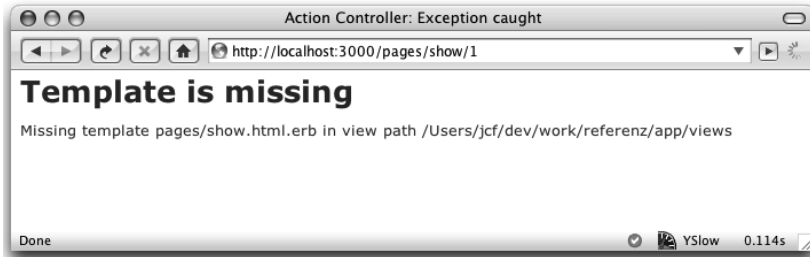 Action Controller: Exception caught
http://localhost:3000/pages/show/1
Template is missing
Missing template pages/show.html.erb in view path /Users/jcf/dev/work/referenz/app/views
Done YSlow 0.114s